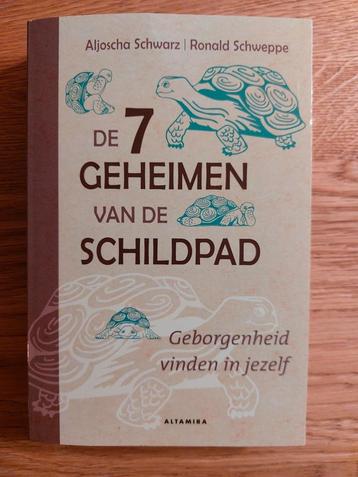 Aljoscha Schwarz | Ronald Schweppe
DE 7
GEHEIMEN
VAN DE
SCHILDPAD
Geborgenheid
vinden in jezelf
ALTAMIRA